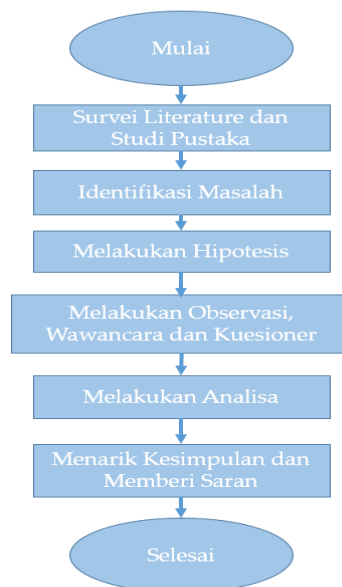 Mulai
Survei Literature dan
Studi Pustaka
Identifikasi Masalah
Melakukan Hipotesis
Melakukan Observasi,
Wawancara dan Kuesioner
Melakukan Analisa
Menarik Kesimpulan dan
Memberi Saran
Selesai